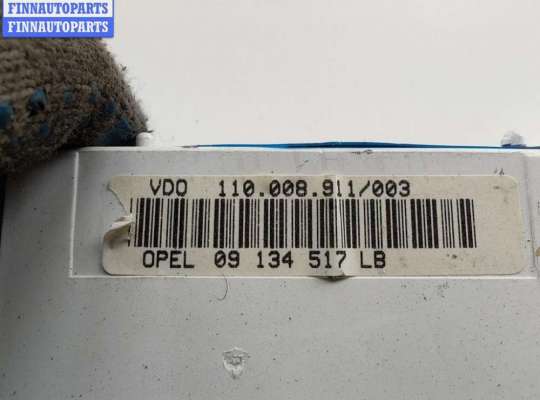 FINNAUTOPARTS
FINNAUTOPARTS
VDO 110.008.911/003
OPEL 09 134 517 LB